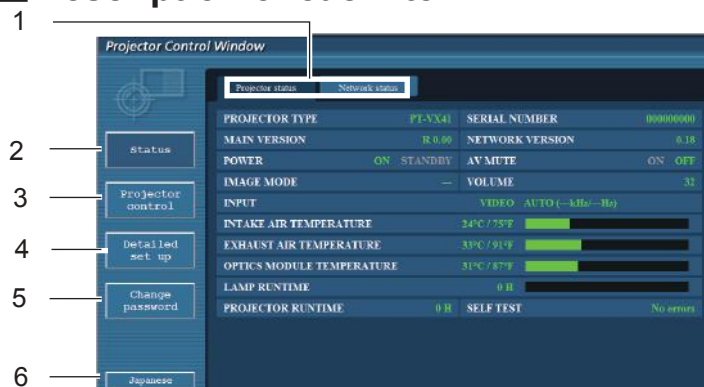 1
Projector Control Window
Projector status Network status
PROJECTOR TYPE PT-VX41 SERIAL NUMBER 000000000
MAIN VERSION R 0.00 NETWORK VERSION 0.18
POWER ON STANDBY AV MUTE ON OFF
IMAGE MODE — VOLUME 32
INPUT VIDEO AUTO (---kHz/---Hz)
INTAKE AIR TEMPERATURE 24°C / 75°F
EXHAUST AIR TEMPERATURE 33°C / 91°F
OPTICS MODULE TEMPERATURE 31°C / 87°F
LAMP RUNTIME 0 H
PROJECTOR RUNTIME 0 H SELF TEST No errors
2 Status
3 Projector control
4 Detailed set up
5 Change password
6 Japanese